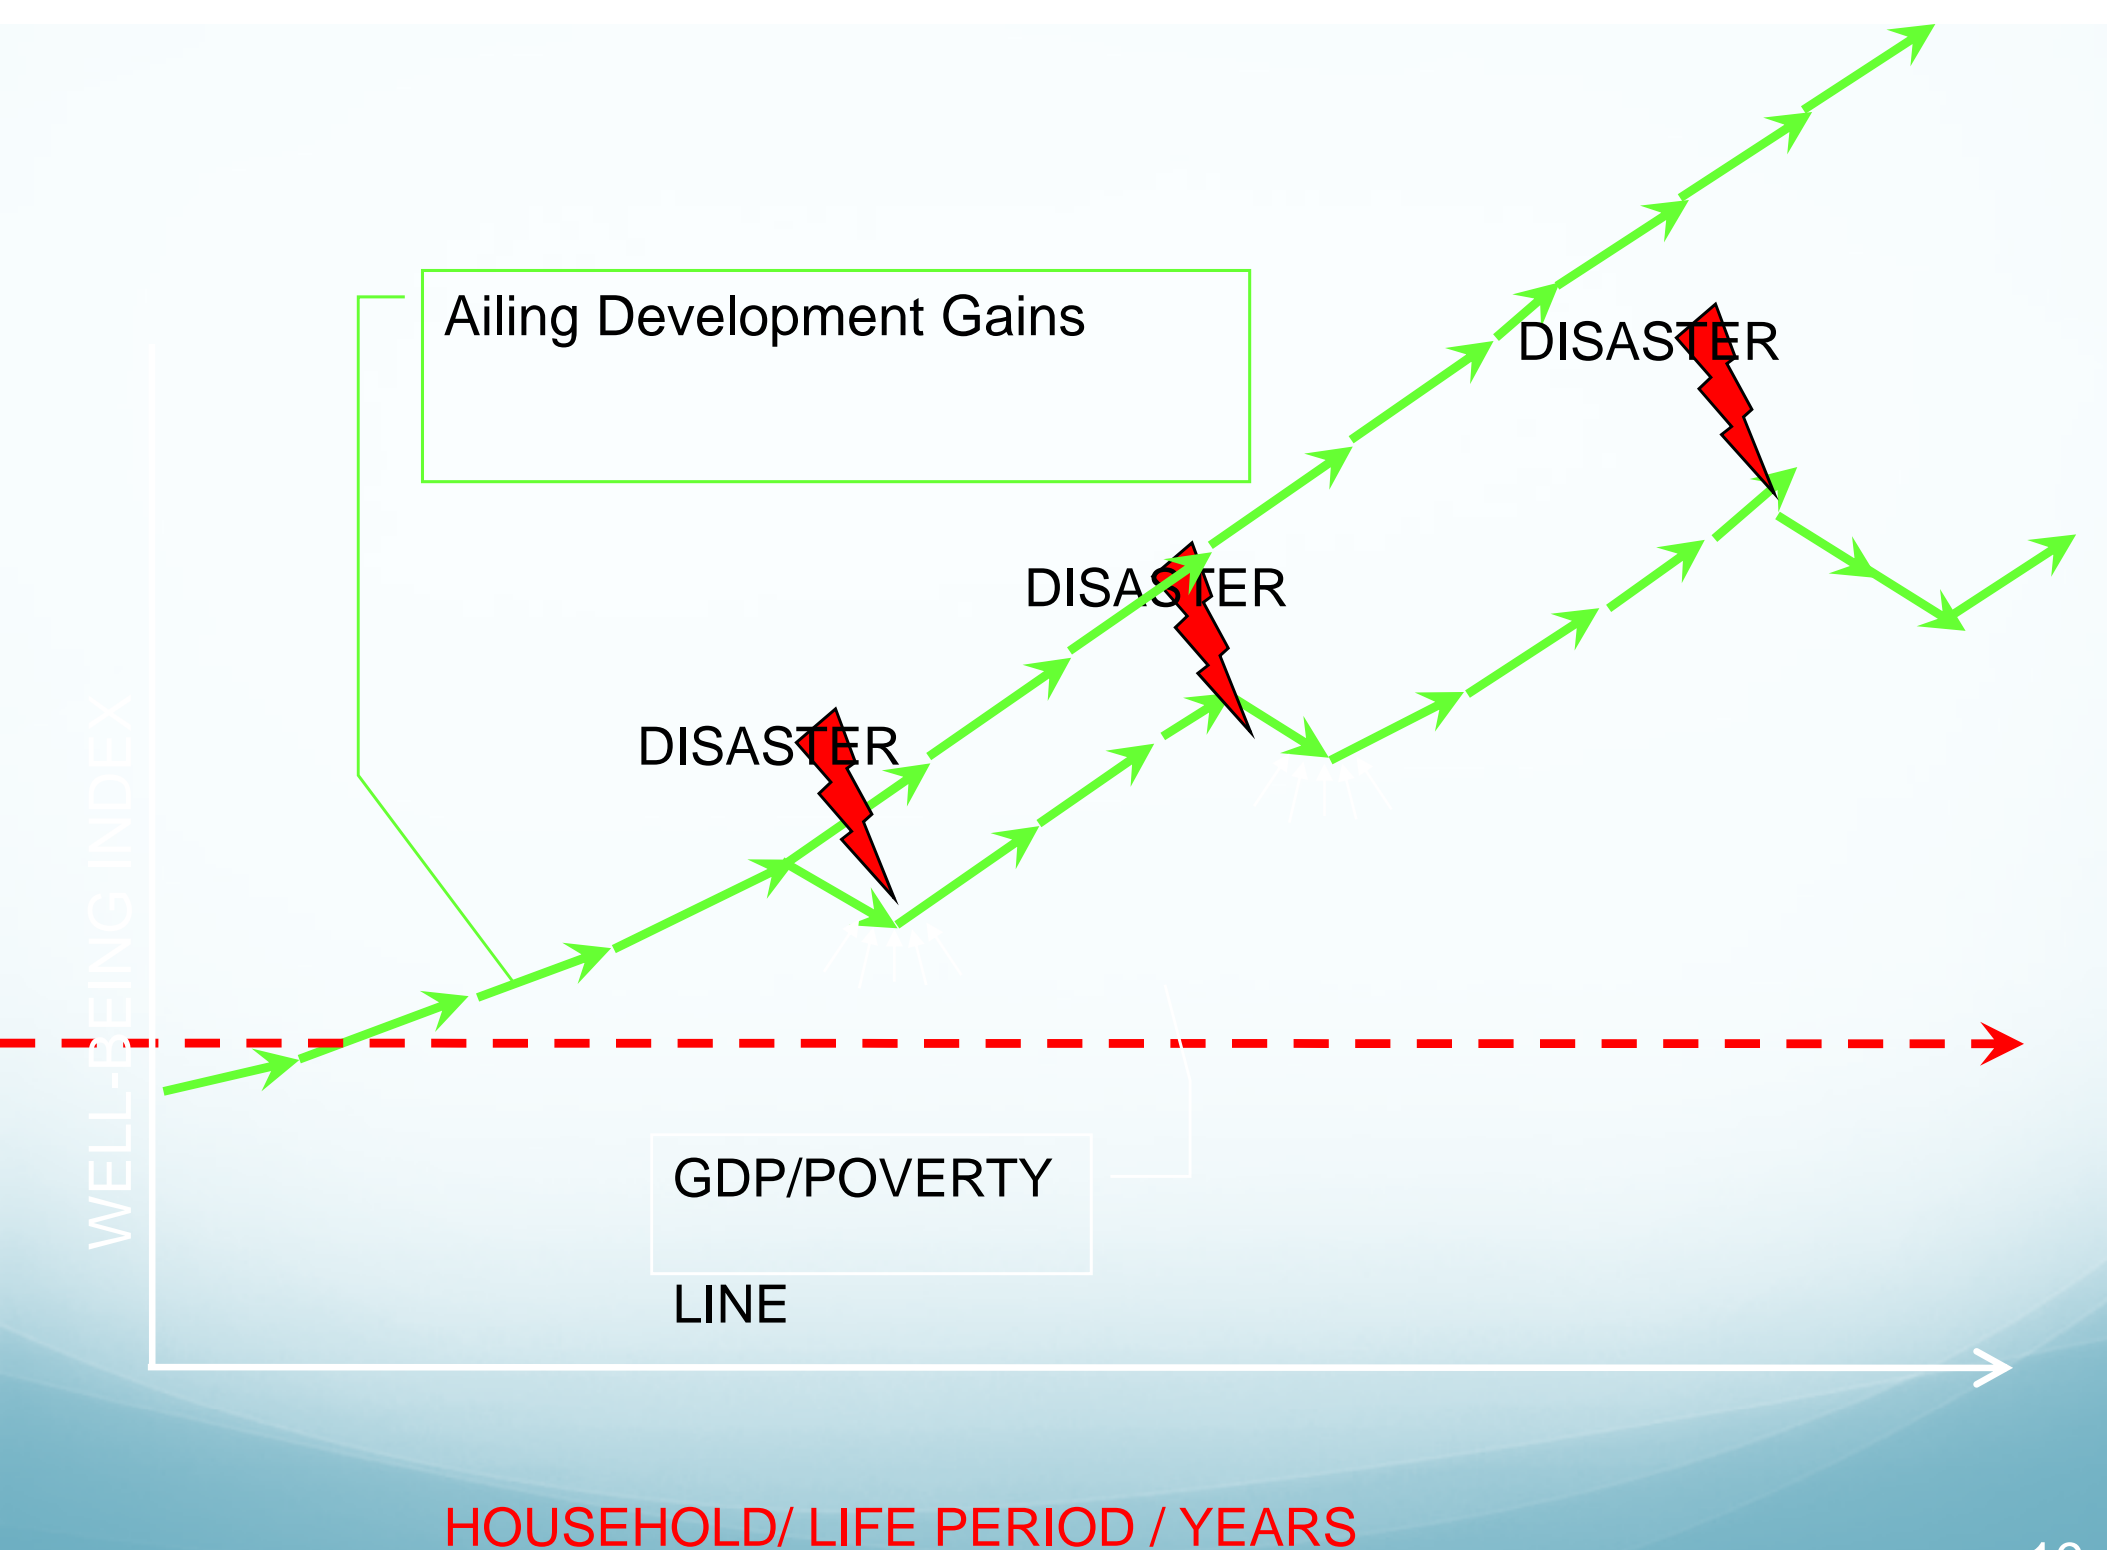 Ailing Development Gains
DISASTER
DISASTER
DISASTER
WELL-BEING INDEX
GDP/POVERTY
LINE
HOUSEHOLD/ LIFE PERIOD / YEARS